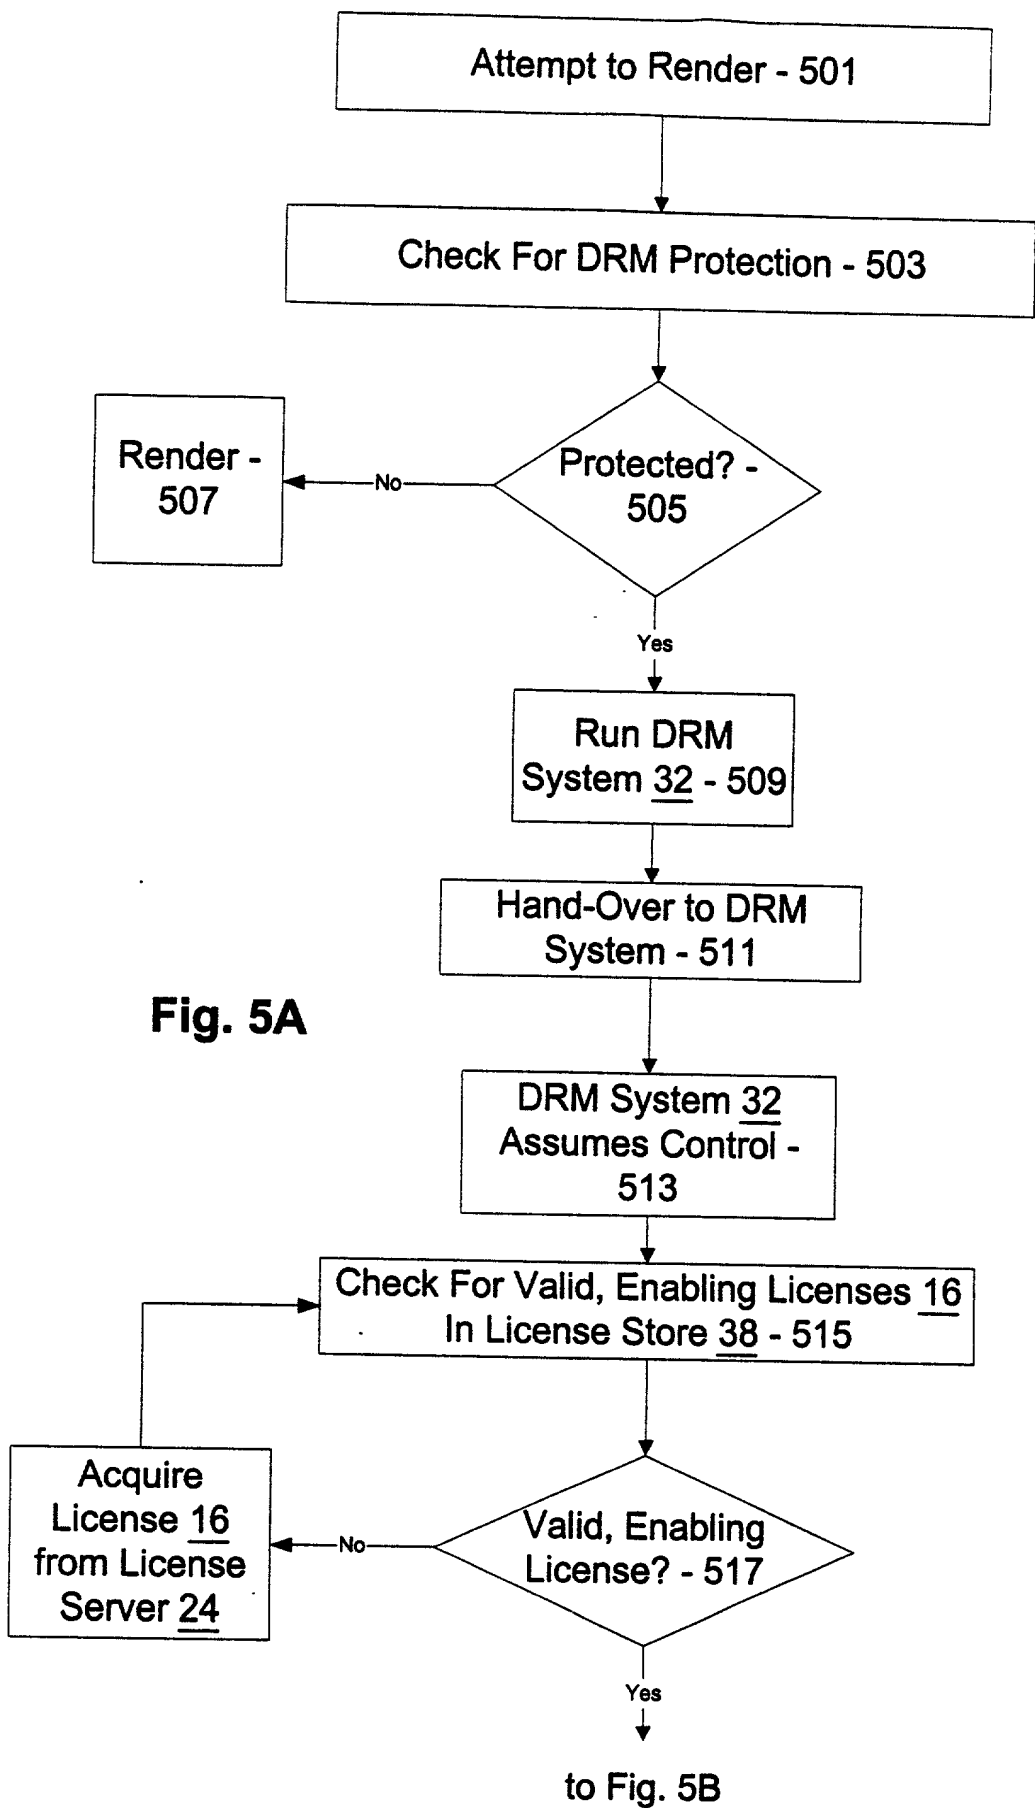 Attempt to Render - 501
Check For DRM Protection - 503
Protected? -
505
No
Render -
507
Yes
Run DRM
System 32 - 509
Hand-Over to DRM
System - 511
Fig. 5A
DRM System 32
Assumes Control -
513
Check For Valid, Enabling Licenses 16
In License Store 38 - 515
Valid, Enabling
License? - 517
No
Acquire
License 16
from License
Server 24
Yes
to Fig. 5B